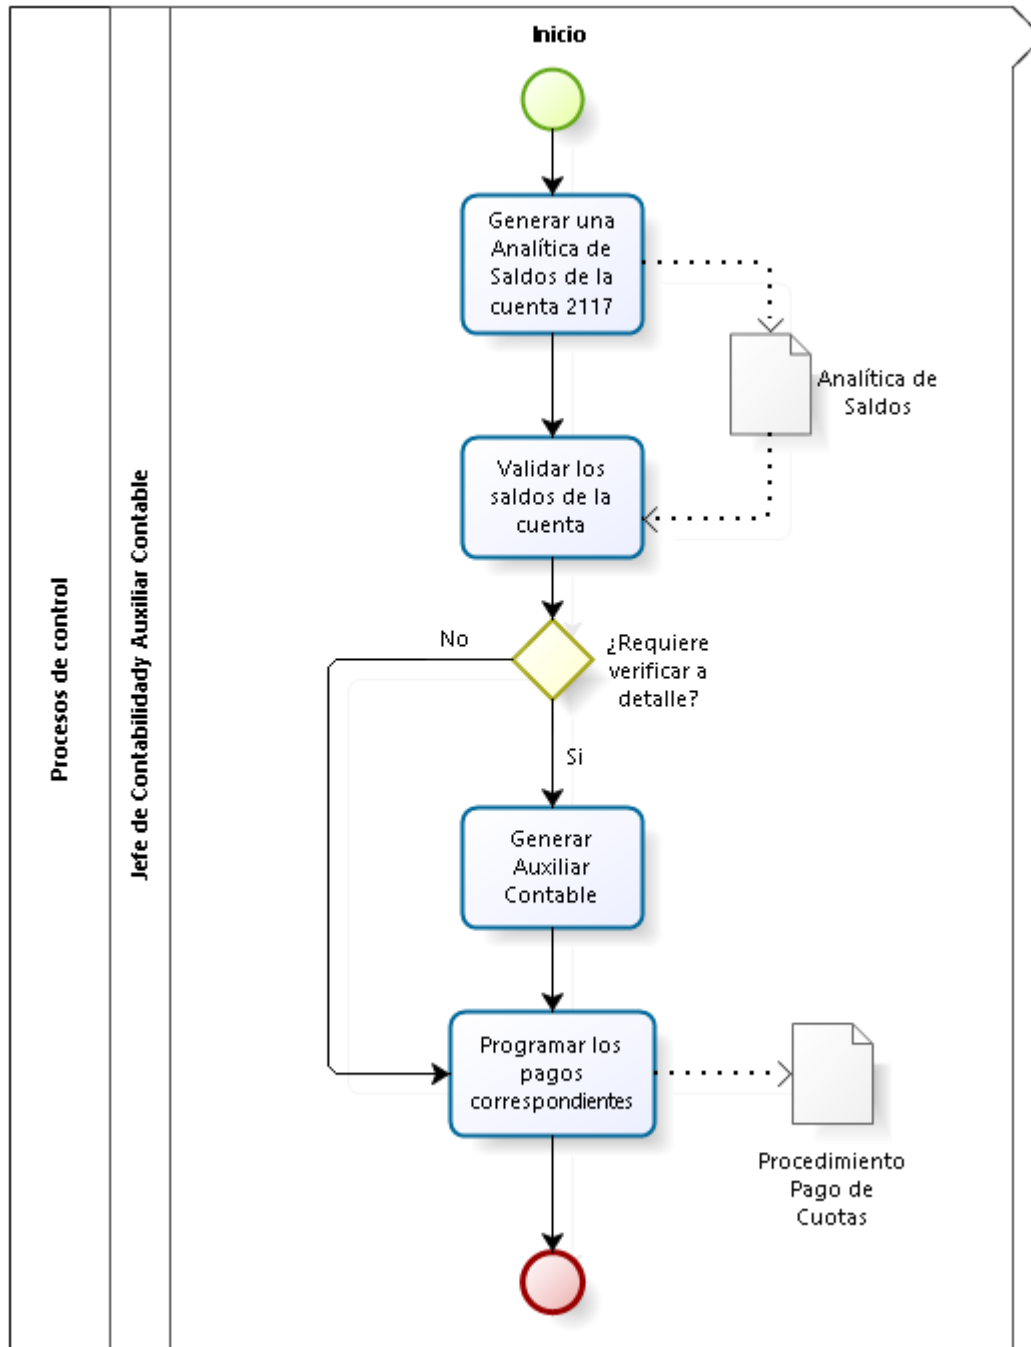 Inicio
Generar una
Analítica de
Saldos de la
cuenta 2117
Analítica de
Saldos
Validar los
saldos de la
cuenta
No
¿Requiere
verificar a
detalle?
Si
Generar
Auxiliar
Contable
Programar los
pagos
correspondientes
Procedimiento
Pago de
Cuotas
Procesos de control
Jefe de Contabilidady Auxiliar Contable